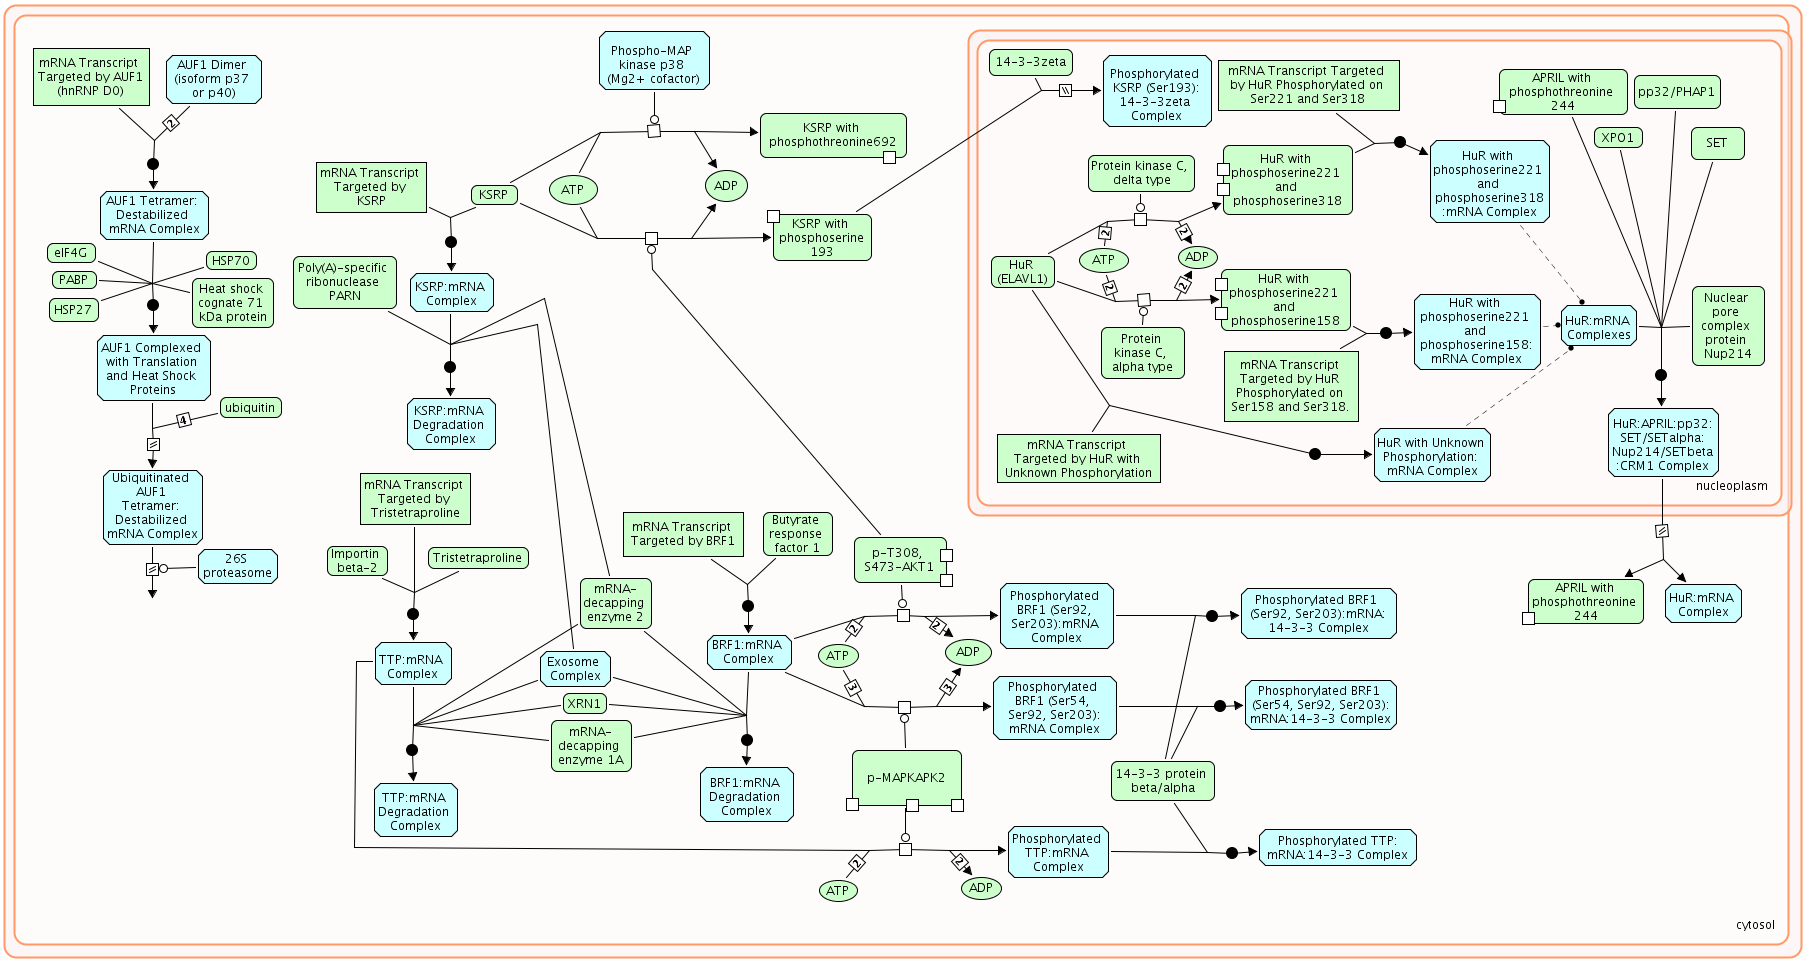 mRNA Transcript
Targeted by AUF1
(hnRNP D0)
AUF1 Dimer
(isoform p37
or p40)
2
AUF1 Tetramer:
Destabilized
mRNA Complex
eIF4G
PABP
HSP27
HSP70
Heat shock
cognate 71
kDa protein
AUF1 Complexed
with Translation
and Heat Shock
Proteins
4
ubiquitin
Ubiquitinated
AUF1
Tetramer:
Destabilized
mRNA Complex
26S
proteasome
Phospho-MAP
kinase p38
(Mg2+ cofactor)
mRNA Transcript
Targeted by
KSRP
KSRP
ATP
ADP
KSRP with
phosphothreonine692
KSRP with
phosphoserine
193
Poly(A)-specific
ribonuclease
PARN
KSRP:mRNA
Complex
KSRP:mRNA
Degradation
Complex
mRNA Transcript
Targeted by
Tristetraproline
Importin
beta-2
Tristetraproline
TTP:mRNA
Complex
TTP:mRNA
Degradation
Complex
mRNA-
decapping
enzyme 2
Exosome
Complex
XRN1
mRNA-
decapping
enzyme 1A
mRNA Transcript
Targeted by BRF1
Butyrate
response
factor 1
BRF1:mRNA
Complex
BRF1:mRNA
Degradation
Complex
p-T308,
S473-AKT1
2
2
ATP
ADP
3
3
p-MAPKAPK2
2
2
ATP
ADP
Phosphorylated
BRF1 (Ser92,
Ser203):mRNA
Complex
Phosphorylated
BRF1 (Ser54,
Ser92, Ser203):
mRNA Complex
Phosphorylated
TTP:mRNA
Complex
Phosphorylated BRF1
(Ser92, Ser203):mRNA:
14-3-3 Complex
Phosphorylated BRF1
(Ser54, Ser92, Ser203):
mRNA:14-3-3 Complex
14-3-3 protein
beta/alpha
Phosphorylated TTP:
mRNA:14-3-3 Complex
14-3-3zeta
Phosphorylated
KSRP (Ser193):
14-3-3zeta
Complex
mRNA Transcript Targeted
by HuR Phosphorylated on
Ser221 and Ser318
Protein kinase C,
delta type
HuR with
phosphoserine221
and
phosphoserine318
HuR with
phosphoserine221
and
phosphoserine318
:mRNA Complex
2
2
ATP
ADP
2
2
HuR
(ELAVL1)
Protein
kinase C,
alpha type
HuR with
phosphoserine221
and
phosphoserine158
mRNA Transcript
Targeted by HuR
Phosphorylated on
Ser158 and Ser318.
HuR with
phosphoserine221
and
phosphoserine158:
mRNA Complex
mRNA Transcript
Targeted by HuR with
Unknown Phosphorylation
HuR with Unknown
Phosphorylation:
mRNA Complex
HuR:mRNA
Complexes
APRIL with
phosphothreonine
244
pp32/PHAP1
XPO1
SET
Nuclear
pore
complex
protein
Nup214
HuR:APRIL:pp32:
SET/SETalpha:
Nup214/SETbeta
:CRM1 Complex
nucleoplasm
APRIL with
phosphothreonine
244
HuR:mRNA
Complex
cytosol